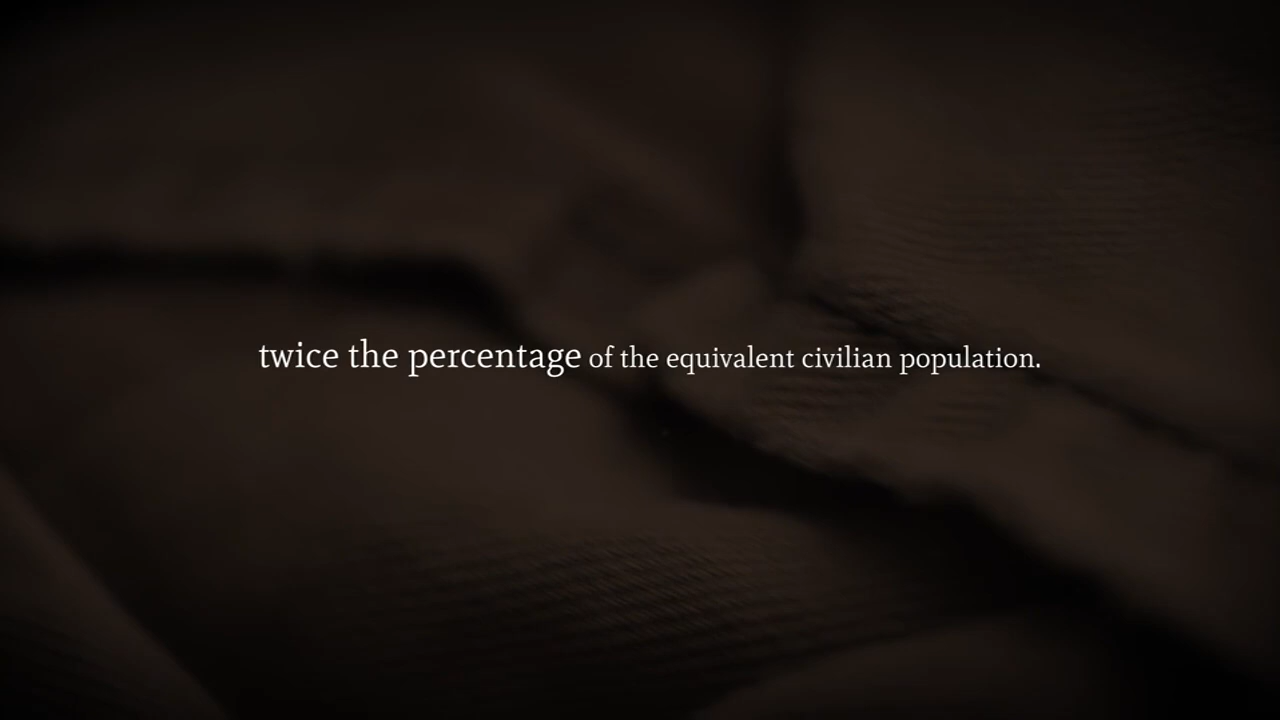 twice the percentage of the equivalent civilian population.